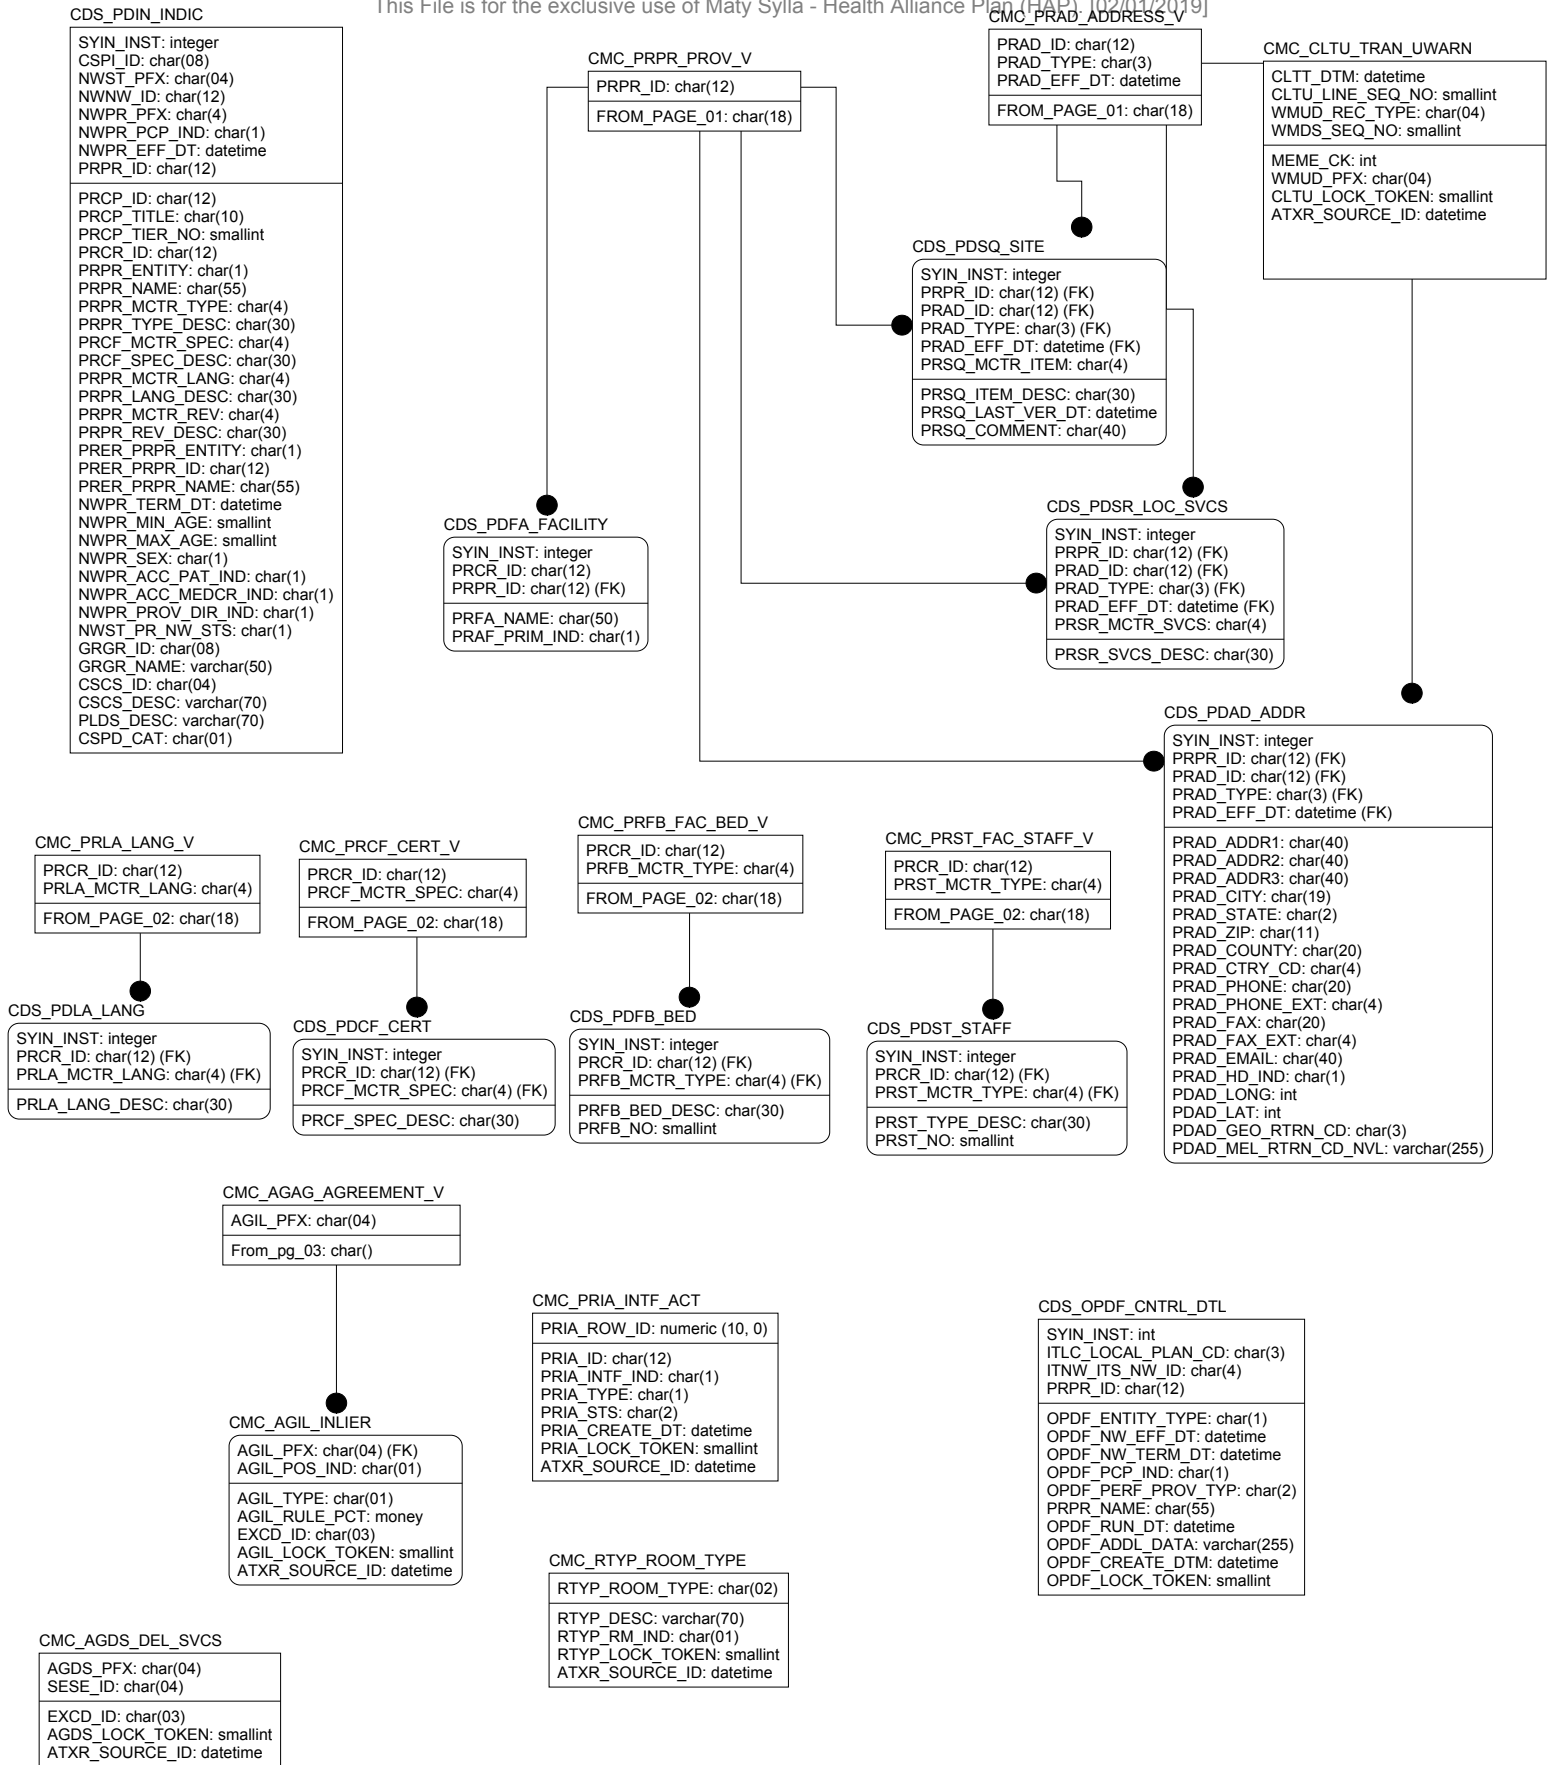 This File is for the exclusive use of Maty Sylla - Health Alliance Plan (HAP). [02/01/2019]
CDS_PDIN_INDIC
SYIN_INST: integer
CSPI_ID: char(08)
NWST_PFX: char(04)
NWNW_ID: char(12)
NWPR_PFX: char(4)
NWPR_PCP_IND: char(1)
NWPR_EFF_DT: datetime
PRPR_ID: char(12)
PRCP_ID: char(12)
PRCP_TITLE: char(10)
PRCP_TIER_NO: smallint
PRCR_ID: char(12)
PRPR_ENTITY: char(1)
PRPR_NAME: char(55)
PRPR_MCTR_TYPE: char(4)
PRPR_TYPE_DESC: char(30)
PRCF_MCTR_SPEC: char(4)
PRCF_SPEC_DESC: char(30)
PRPR_MCTR_LANG: char(4)
PRPR_LANG_DESC: char(30)
PRPR_MCTR_REV: char(4)
PRPR_REV_DESC: char(30)
PRER_PRPR_ENTITY: char(1)
PRER_PRPR_ID: char(12)
PRER_PRPR_NAME: char(55)
NWPR_TERM_DT: datetime
NWPR_MIN_AGE: smallint
NWPR_MAX_AGE: smallint
NWPR_SEX: char(1)
NWPR_ACC_PAT_IND: char(1)
NWPR_ACC_MEDCR_IND: char(1)
NWPR_PROV_DIR_IND: char(1)
NWST_PR_NW_STS: char(1)
GRGR_ID: char(08)
GRGR_NAME: varchar(50)
CSCS_ID: char(04)
CSCS_DESC: varchar(70)
PLDS_DESC: varchar(70)
CSPD_CAT: char(01)
CMC_PRPR_PROV_V
PRPR_ID: char(12)
FROM_PAGE_01: char(18)
CMC_PRAD_ADDRESS_V
PRAD_ID: char(12)
PRAD_TYPE: char(3)
PRAD_EFF_DT: datetime
FROM_PAGE_01: char(18)
CMC_CLTU_TRAN_UWARN
CLTT_DTM: datetime
CLTU_LINE_SEQ_NO: smallint
WMUD_REC_TYPE: char(04)
WMDS_SEQ_NO: smallint
MEME_CK: int
WMUD_PFX: char(04)
CLTU_LOCK_TOKEN: smallint
ATXR_SOURCE_ID: datetime
CDS_PDSQ_SITE
SYIN_INST: integer
PRPR_ID: char(12) (FK)
PRAD_ID: char(12) (FK)
PRAD_TYPE: char(3) (FK)
PRAD_EFF_DT: datetime (FK)
PRSQ_MCTR_ITEM: char(4)
PRSQ_ITEM_DESC: char(30)
PRSQ_LAST_VER_DT: datetime
PRSQ_COMMENT: char(40)
CDS_PDFA_FACILITY
SYIN_INST: integer
PRCR_ID: char(12)
PRPR_ID: char(12) (FK)
PRFA_NAME: char(50)
PRAF_PRIM_IND: char(1)
CDS_PDSR_LOC_SVCS
SYIN_INST: integer
PRPR_ID: char(12) (FK)
PRAD_ID: char(12) (FK)
PRAD_TYPE: char(3) (FK)
PRAD_EFF_DT: datetime (FK)
PRSR_MCTR_SVCS: char(4)
PRSR_SVCS_DESC: char(30)
CDS_PDAD_ADDR
SYIN_INST: integer
PRPR_ID: char(12) (FK)
PRAD_ID: char(12) (FK)
PRAD_TYPE: char(3) (FK)
PRAD_EFF_DT: datetime (FK)
PRAD_ADDR1: char(40)
PRAD_ADDR2: char(40)
PRAD_ADDR3: char(40)
PRAD_CITY: char(19)
PRAD_STATE: char(2)
PRAD_ZIP: char(11)
PRAD_COUNTY: char(20)
PRAD_CTRY_CD: char(4)
PRAD_PHONE: char(20)
PRAD_PHONE_EXT: char(4)
PRAD_FAX: char(20)
PRAD_FAX_EXT: char(4)
PRAD_EMAIL: char(40)
PRAD_HD_IND: char(1)
PDAD_LONG: int
PDAD_LAT: int
PDAD_GEO_RTRN_CD: char(3)
PDAD_MEL_RTRN_CD_NVL: varchar(255)
CMC_PRLA_LANG_V
PRCR_ID: char(12)
PRLA_MCTR_LANG: char(4)
FROM_PAGE_02: char(18)
CMC_PRCF_CERT_V
PRCR_ID: char(12)
PRCF_MCTR_SPEC: char(4)
FROM_PAGE_02: char(18)
CMC_PRFB_FAC_BED_V
PRCR_ID: char(12)
PRFB_MCTR_TYPE: char(4)
FROM_PAGE_02: char(18)
CMC_PRST_FAC_STAFF_V
PRCR_ID: char(12)
PRST_MCTR_TYPE: char(4)
FROM_PAGE_02: char(18)
CDS_PDLA_LANG
SYIN_INST: integer
PRCR_ID: char(12) (FK)
PRLA_MCTR_LANG: char(4) (FK)
PRLA_LANG_DESC: char(30)
CDS_PDCF_CERT
SYIN_INST: integer
PRCR_ID: char(12) (FK)
PRCF_MCTR_SPEC: char(4) (FK)
PRCF_SPEC_DESC: char(30)
CDS_PDFB_BED
SYIN_INST: integer
PRCR_ID: char(12) (FK)
PRFB_MCTR_TYPE: char(4) (FK)
PRFB_BED_DESC: char(30)
PRFB_NO: smallint
CDS_PDST_STAFF
SYIN_INST: integer
PRCR_ID: char(12) (FK)
PRST_MCTR_TYPE: char(4) (FK)
PRST_TYPE_DESC: char(30)
PRST_NO: smallint
CMC_AGAG_AGREEMENT_V
AGIL_PFX: char(04)
From_pg_03: char()
CMC_AGIL_INLIER
AGIL_PFX: char(04) (FK)
AGIL_POS_IND: char(01)
AGIL_TYPE: char(01)
AGIL_RULE_PCT: money
EXCD_ID: char(03)
AGIL_LOCK_TOKEN: smallint
ATXR_SOURCE_ID: datetime
CMC_PRIA_INTF_ACT
PRIA_ROW_ID: numeric (10, 0)
PRIA_ID: char(12)
PRIA_INTF_IND: char(1)
PRIA_TYPE: char(1)
PRIA_STS: char(2)
PRIA_CREATE_DT: datetime
PRIA_LOCK_TOKEN: smallint
ATXR_SOURCE_ID: datetime
CDS_OPDF_CNTRL_DTL
SYIN_INST: int
ITLC_LOCAL_PLAN_CD: char(3)
ITNW_ITS_NW_ID: char(4)
PRPR_ID: char(12)
OPDF_ENTITY_TYPE: char(1)
OPDF_NW_EFF_DT: datetime
OPDF_NW_TERM_DT: datetime
OPDF_PCP_IND: char(1)
OPDF_PERF_PROV_TYP: char(2)
PRPR_NAME: char(55)
OPDF_RUN_DT: datetime
OPDF_ADDL_DATA: varchar(255)
OPDF_CREATE_DTM: datetime
OPDF_LOCK_TOKEN: smallint
CMC_RTYP_ROOM_TYPE
RTYP_ROOM_TYPE: char(02)
RTYP_DESC: varchar(70)
RTYP_RM_IND: char(01)
RTYP_LOCK_TOKEN: smallint
ATXR_SOURCE_ID: datetime
CMC_AGDS_DEL_SVCS
AGDS_PFX: char(04)
SESE_ID: char(04)
EXCD_ID: char(03)
AGDS_LOCK_TOKEN: smallint
ATXR_SOURCE_ID: datetime